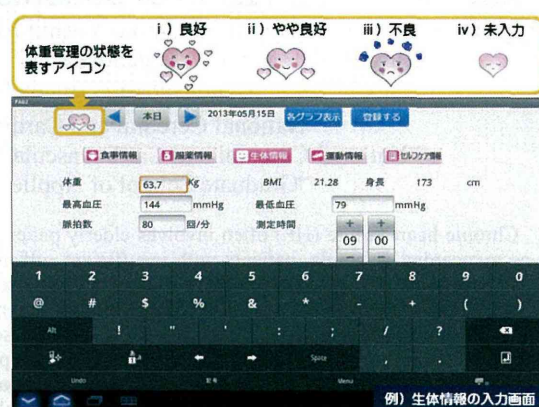 i ) 良好
ii ) やや良好
iii ) 不良
iv ) 未入力
体重管理の状態を
表すアイコン
本日
2013年05月15日
各グラフ表示
登録する
食事情報
服薬情報
生体情報
運動情報
セルフケア情報
体重 63.7 Kg BMI 21.28 身長 173 cm
最高血圧 144 mmHg 最低血圧 79 mmHg
脈拍数 80 回/分 測定時間 + +
09 00
− −
1 2 3 4 5 6 7 8 9 0
@ # $ % & * - + ( )
Alt ! " ' : ; / ?
Space , .
Undo 記号 Menu
例）生体情報の入力画面